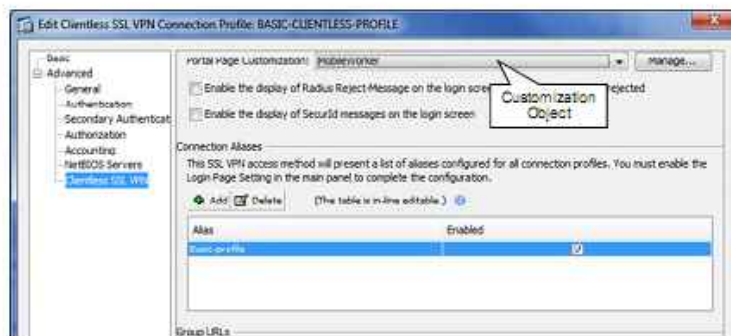 Edit Clientless SSL VPN Connection Profile: BASIC-CLIENTLESS-PROFILE
Basic
Advanced
General
Authentication
Secondary Authenticat
Authorization
Accounting
NetBIOS Servers
Clientless SSL VPN
Portal Page Customization: MobileWorker
Manage...
Enable the display of Radius Reject-Message on the login scree
ejected
Customization
Object
Enable the display of SecurId messages on the login screen
Connection Aliases
This SSL VPN access method will present a list of aliases configured for all connection profiles. You must enable the
Login Page Setting in the main panel to complete the configuration.
Add Delete (The table is in-line editable.)
Alias Enabled
Basic-profile
Group URLs